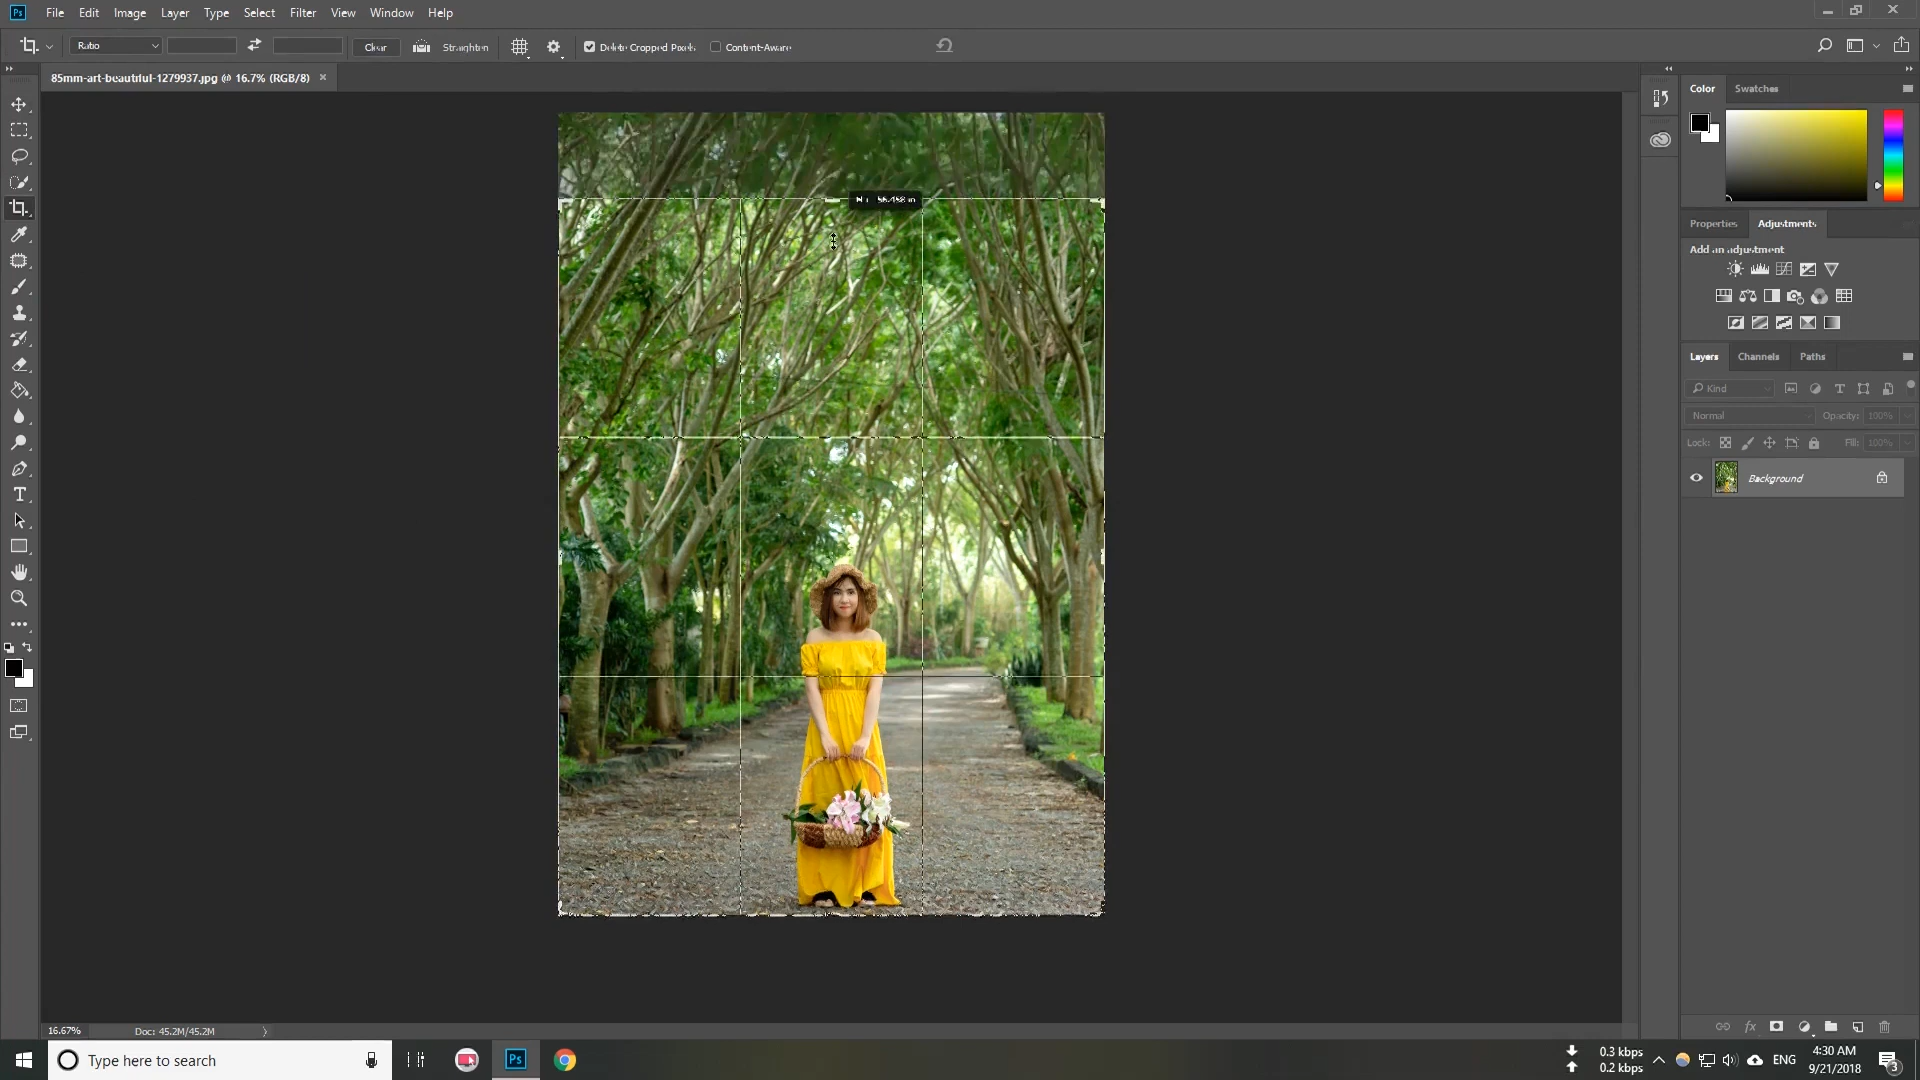 Ps File Edit Image Layer Type Select Filter View Window Help
Ratio Clear Straighten Delete Cropped Pixels Content-Aware
85mm-art-beautiful-1279937.jpg @ 16.7% (RGB/8) ×
Color Swatches
Properties Adjustments
Add an adjustment
Layers Channels Paths
Kind
Normal Opacity: 100%
Lock: Fill: 100%
Background
16.67% Doc: 45.2M/45.2M
Type here to search
Ps
0.3 kbps
0.2 kbps
ENG
4:30 AM
9/21/2018
3